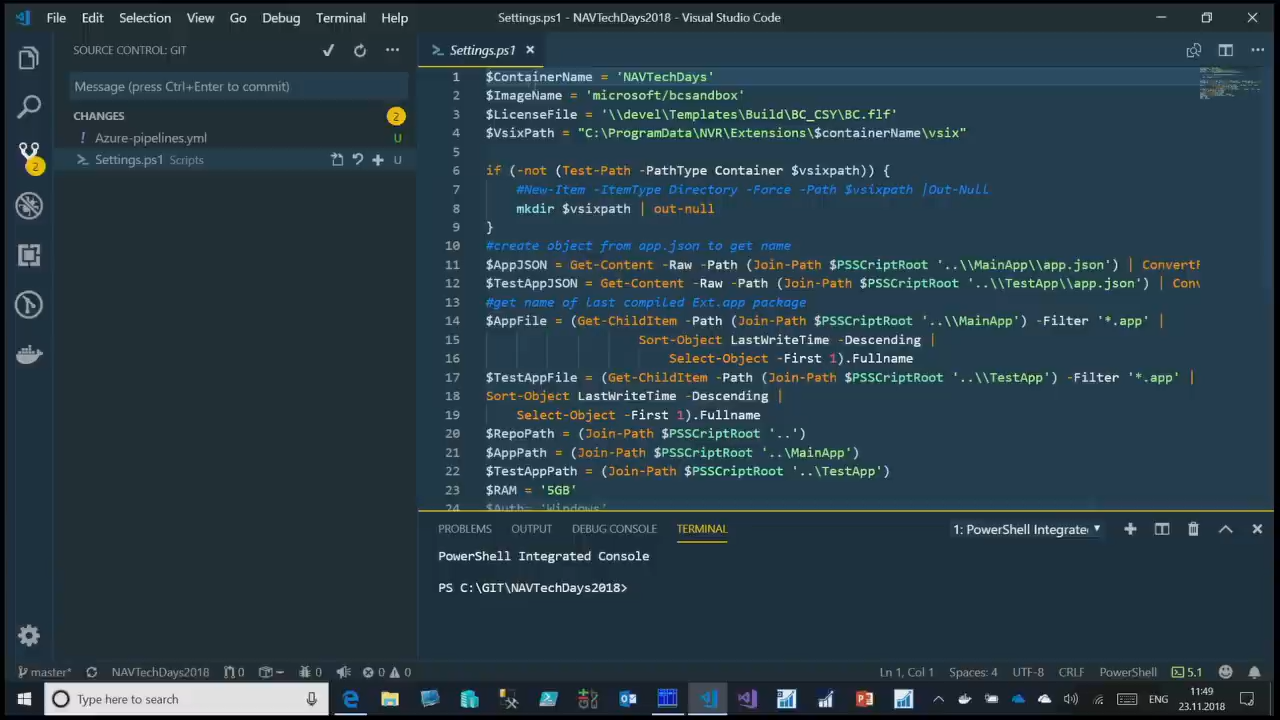 File Edit Selection View Go Debug Terminal Help
Settings.ps1 - NAVTechDays2018 - Visual Studio Code
SOURCE CONTROL: GIT
Message (press Ctrl+Enter to commit)
CHANGES
2
! Azure-pipelines.yml U
Settings.ps1 Scripts U
2
Settings.ps1
1 $ContainerName = 'NAVTechDays'
2 $ImageName = 'microsoft/bcsandbox'
3 $LicenseFile = '\\devel\Templates\Build\BC_CSY\BC.flf'
4 $VsixPath = "C:\ProgramData\NVR\Extensions\$containerName\vsix"
5
6 if (-not (Test-Path -PathType Container $vsixpath)) {
7 #New-Item -ItemType Directory -Force -Path $vsixpath |Out-Null
8 mkdir $vsixpath | out-null
9 }
10 #create object from app.json to get name
11 $AppJSON = Get-Content -Raw -Path (Join-Path $PSSCriptRoot '..\\MainApp\\app.json') | ConvertF
12 $TestAppJSON = Get-Content -Raw -Path (Join-Path $PSSCriptRoot '..\\TestApp\\app.json') | Conv
13 #get name of last compiled Ext.app package
14 $AppFile = (Get-ChildItem -Path (Join-Path $PSSCriptRoot '..\\MainApp') -Filter '*.app' |
15 Sort-Object LastWriteTime -Descending |
16 Select-Object -First 1).Fullname
17 $TestAppFile = (Get-ChildItem -Path (Join-Path $PSSCriptRoot '..\\TestApp') -Filter '*.app' |
18 Sort-Object LastWriteTime -Descending |
19 Select-Object -First 1).Fullname
20 $RepoPath = (Join-Path $PSSCriptRoot '..')
21 $AppPath = (Join-Path $PSSCriptRoot '..\MainApp')
22 $TestAppPath = (Join-Path $PSSCriptRoot '..\TestApp')
23 $RAM = '5GB'
24 $Auth= 'Windows'
PROBLEMS OUTPUT DEBUG CONSOLE TERMINAL
1: PowerShell Integrate
PowerShell Integrated Console
PS C:\GIT\NAVTechDays2018>
master* NAVTechDays2018 0 0 0 0
Ln 1, Col 1 Spaces: 4 UTF-8 CRLF PowerShell 5.1
Type here to search
ENG
11:49
23.11.2018